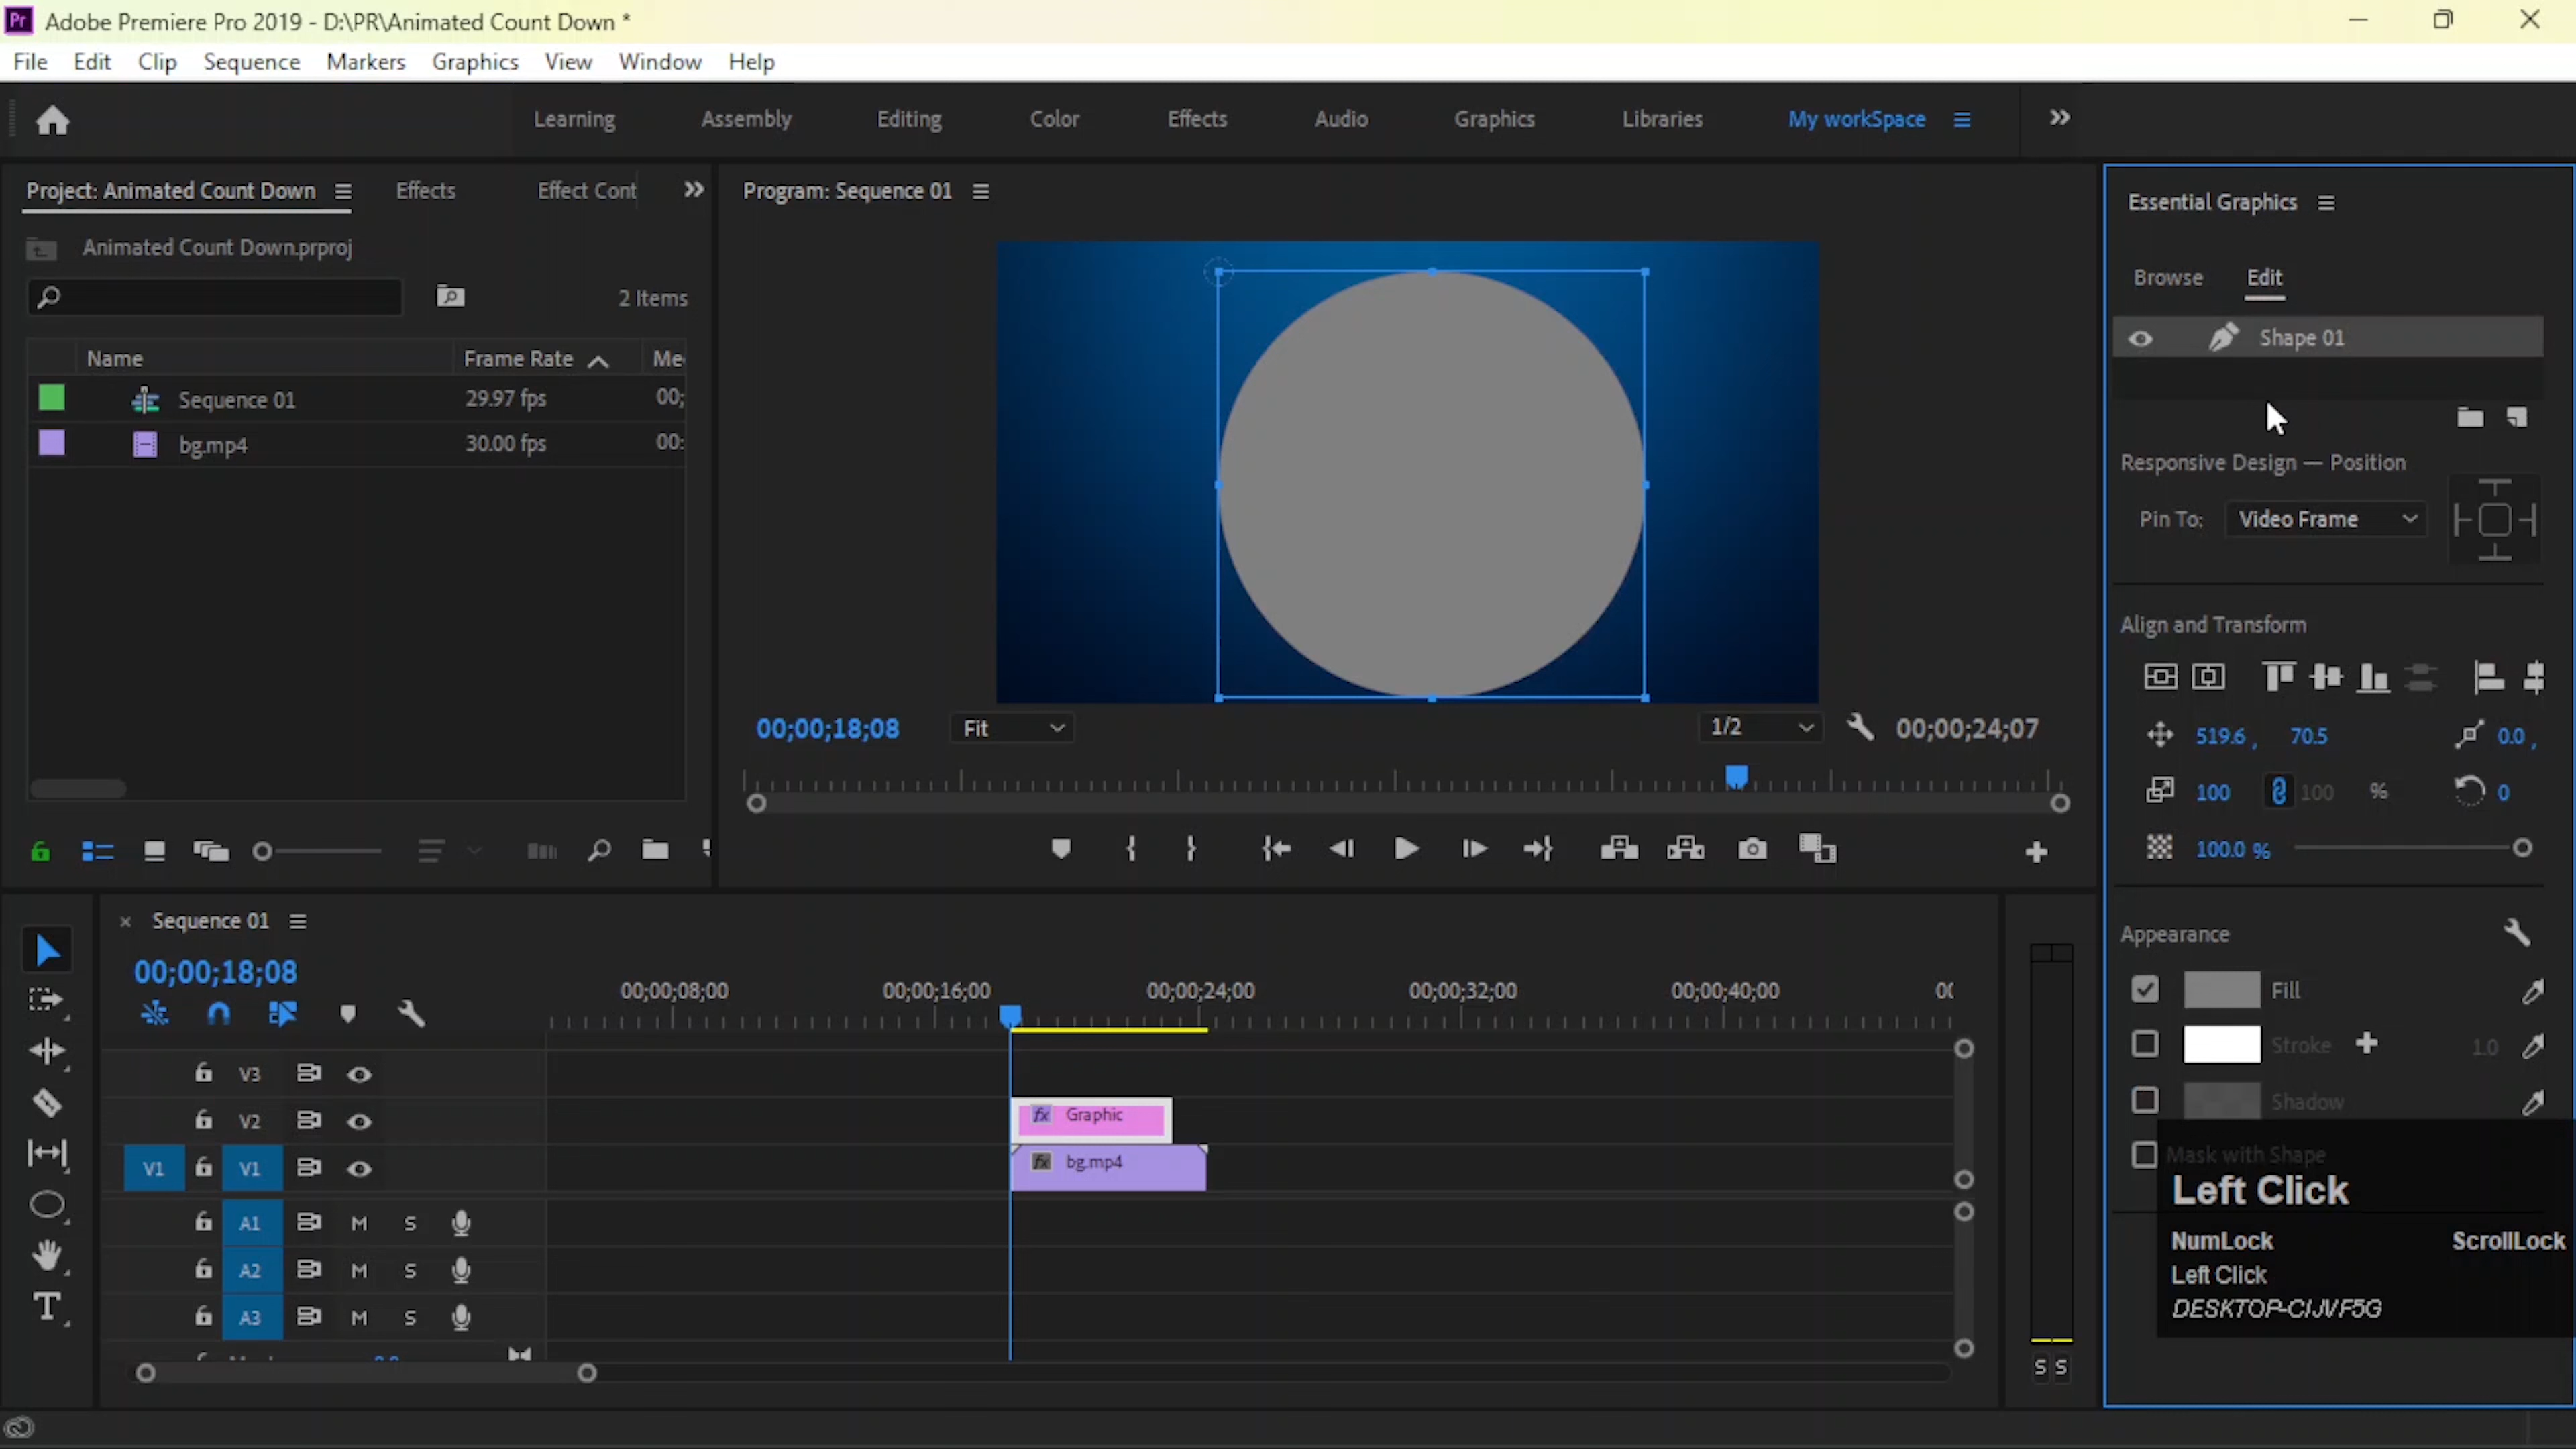 Pr Adobe Premiere Pro 2019 - D:\PR\Animated Count Down *
File Edit Clip Sequence Markers Graphics View Window Help
Learning Assembly Editing Color Effects Audio Graphics Libraries My workSpace
Project: Animated Count Down Effects Effect Cont
Animated Count Down.prproj
2 Items
Name Frame Rate Me
Sequence 01 29.97 fps 00;
bg.mp4 30.00 fps 00:
Program: Sequence 01
00;00;18;08 Fit 1/2 00;00;24;07
Essential Graphics
Browse Edit
Shape 01
Responsive Design — Position
Pin To: Video Frame
Align and Transform
519.6 , 70.5 0.0 ,
100 100 % 0
100.0 %
Appearance
Fill
Stroke 1.0
Shadow
Mask with Shape
Left Click
NumLock ScrollLock
Left Click
DESKTOP-CIJVF5G
Sequence 01
00;00;18;08
00;00;08;00 00;00;16;00 00;00;24;00 00;00;32;00 00;00;40;00 00
V3
V2 fx Graphic
V1 V1 fx bg.mp4
A1 M S
A2 M S
A3 M S
S S